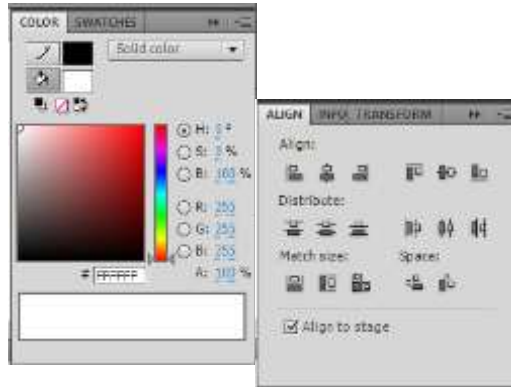 COLOR SWATCHES
Solid color
H: 0 °
S: 0 %
B: 100 %
R: 255
G: 255
B: 255
# FFFFFF A: 100 %
ALIGN INFO TRANSFORM
Align:
Distribute:
Match size: Space:
Align to stage